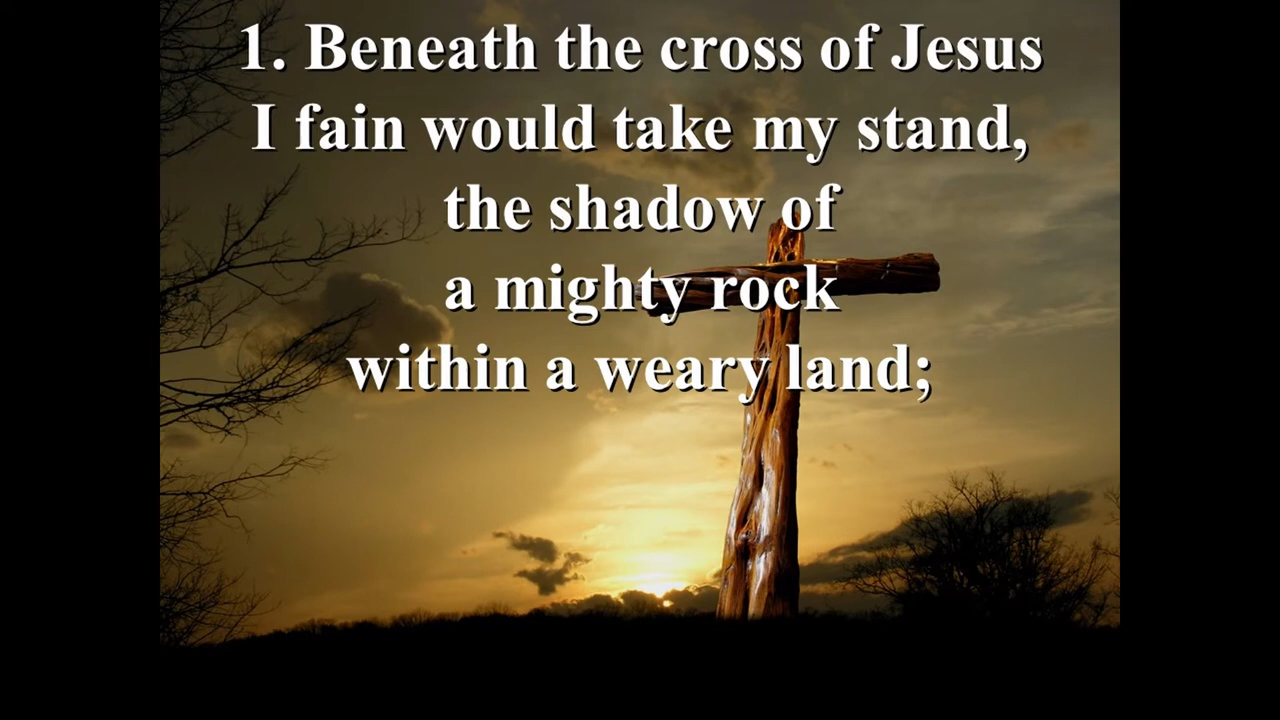 1. Beneath the cross of Jesus
I fain would take my stand,
the shadow of
a mighty rock
within a weary land;